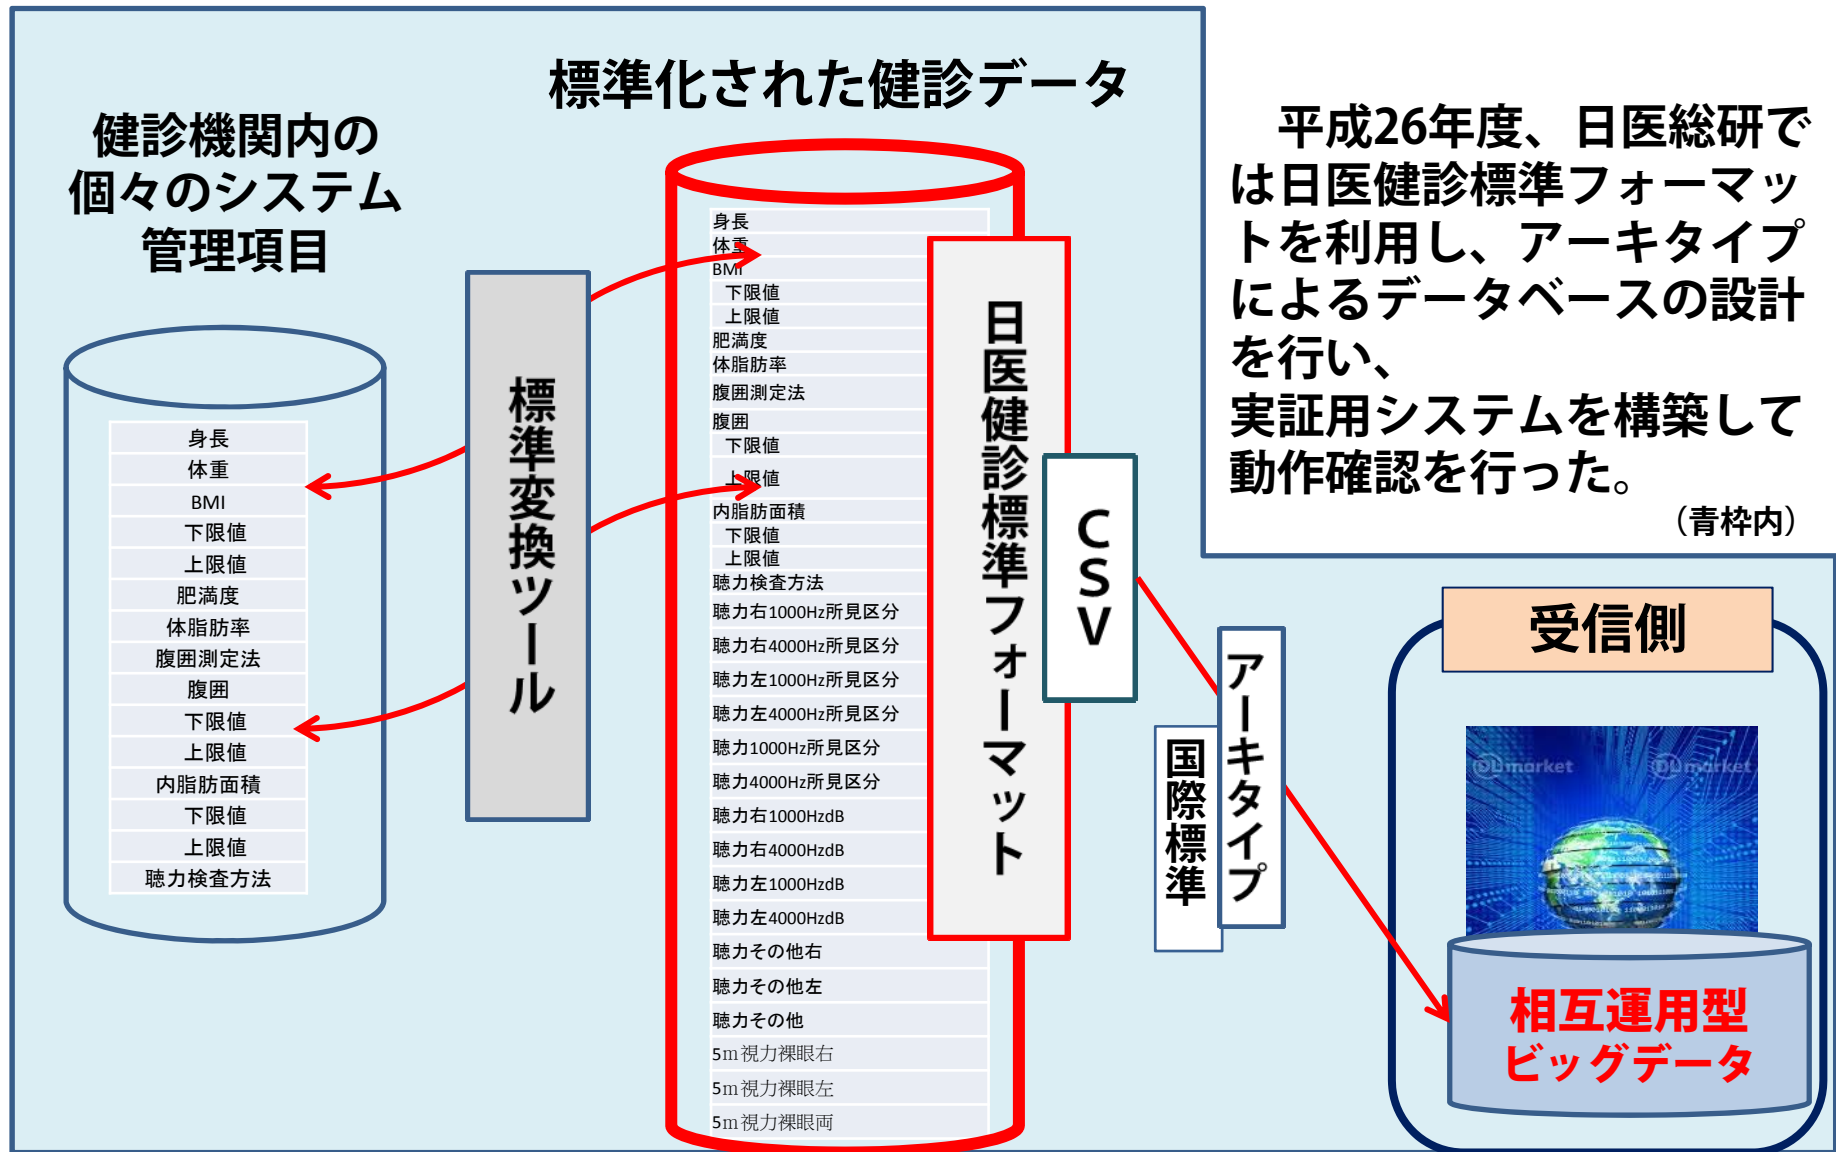 標準化された健診データ
健診機関内の
個々のシステム
管理項目
平成26年度、日医総研で
は日医健診標準フォーマッ
トを利用し、アーキタイプ
によるデータベースの設計
を行い、
実証用システムを構築して
動作確認を行った。
（青枠内）
身長
体重
BMI
下限値
上限値
肥満度
体脂肪率
腹囲測定法
腹囲
下限値
上限値
内脂肪面積
下限値
上限値
聴力検査方法
標準変換ツール
身長
体重
BMI
下限値
上限値
肥満度
体脂肪率
腹囲測定法
腹囲
下限値
上限値
内脂肪面積
下限値
上限値
聴力検査方法
聴力右1000Hz所見区分
聴力右4000Hz所見区分
聴力左1000Hz所見区分
聴力左4000Hz所見区分
聴力1000Hz所見区分
聴力4000Hz所見区分
聴力右1000HzdB
聴力右4000HzdB
聴力左1000HzdB
聴力左4000HzdB
聴力その他右
聴力その他左
聴力その他
5m視力裸眼右
5m視力裸眼左
5m視力裸眼両
日医健診標準フォーマット
CSV
国際標準
アーキタイプ
受信側
DLmarket
DLmarket
相互運用型
ビッグデータ